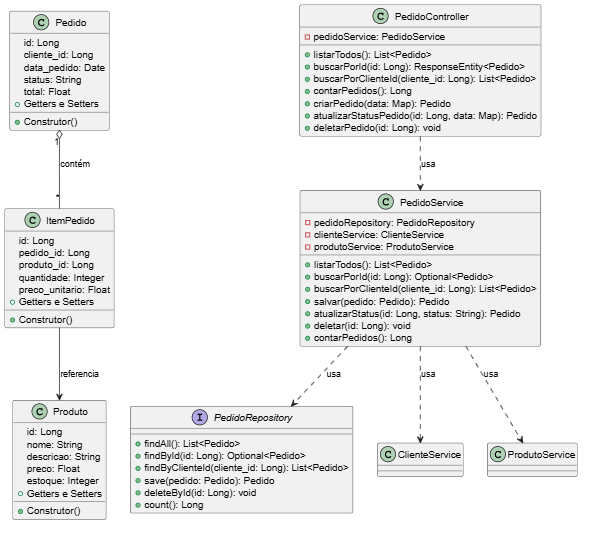 C Pedido
id: Long
cliente_id: Long
data_pedido: Date
status: String
total: Float
Getters e Setters
Construtor()
1
contém
*
C ItemPedido
id: Long
pedido_id: Long
produto_id: Long
quantidade: Integer
preco_unitario: Float
Getters e Setters
Construtor()
referencia
C Produto
id: Long
nome: String
descricao: String
preco: Float
estoque: Integer
Getters e Setters
Construtor()
C PedidoController
pedidoService: PedidoService
listarTodos(): List<Pedido>
buscarPorId(id: Long): ResponseEntity<Pedido>
buscarPorClienteId(cliente_id: Long): List<Pedido>
contarPedidos(): Long
criarPedido(data: Map): Pedido
atualizarStatusPedido(id: Long, data: Map): Pedido
deletarPedido(id: Long): void
usa
C PedidoService
pedidoRepository: PedidoRepository
clienteService: ClienteService
produtoService: ProdutoService
listarTodos(): List<Pedido>
buscarPorId(id: Long): Optional<Pedido>
buscarPorClienteId(cliente_id: Long): List<Pedido>
salvar(pedido: Pedido): Pedido
atualizarStatus(id: Long, status: String): Pedido
deletar(id: Long): void
contarPedidos(): Long
usa
usa
usa
I PedidoRepository
findAll(): List<Pedido>
findById(id: Long): Optional<Pedido>
findByClienteId(cliente_id: Long): List<Pedido>
save(pedido: Pedido): Pedido
deleteById(id: Long): void
count(): Long
C ClienteService
C ProdutoService